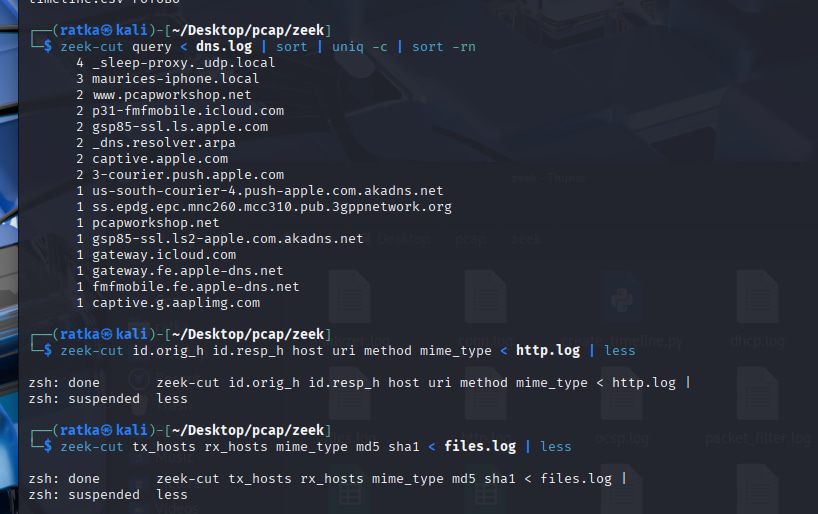 timeline.csv
┌──(ratka㉿kali)-[~/Desktop/pcap/zeek]
└─$ zeek-cut query < dns.log | sort | uniq -c | sort -rn
4 _sleep-proxy._udp.local
3 maurices-iphone.local
2 www.pcapworkshop.net
2 p31-fmfmobile.icloud.com
2 gsp85-ssl.ls.apple.com
2 _dns.resolver.arpa
2 captive.apple.com
2 3-courier.push.apple.com
1 us-south-courier-4.push-apple.com.akadns.net
1 ss.epdg.epc.mnc260.mcc310.pub.3gppnetwork.org
1 pcapworkshop.net
1 gsp85-ssl.ls2-apple.com.akadns.net
1 gateway.icloud.com
1 gateway.fe.apple-dns.net
1 fmfmobile.fe.apple-dns.net
1 captive.g.aaplimg.com
┌──(ratka㉿kali)-[~/Desktop/pcap/zeek]
└─$ zeek-cut id.orig_h id.resp_h host uri method mime_type < http.log | less
zsh: done       zeek-cut id.orig_h id.resp_h host uri method mime_type < http.log |
zsh: suspended  less
┌──(ratka㉿kali)-[~/Desktop/pcap/zeek]
└─$ zeek-cut tx_hosts rx_hosts mime_type md5 sha1 < files.log | less
zsh: done       zeek-cut tx_hosts rx_hosts mime_type md5 sha1 < files.log |
zsh: suspended  less
dhcp.log
ocsp.log
packet_filter.log